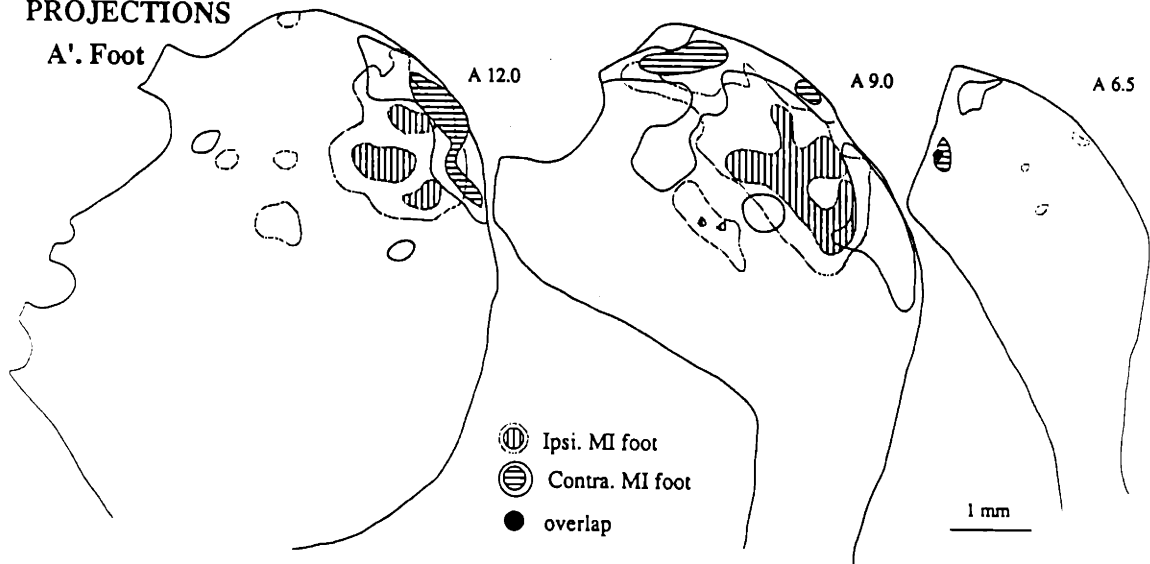 PROJECTIONS
A'. Foot
A 12.0
A 9.0
A 6.5
Ipsi. MI foot
Contra. MI foot
overlap
1 mm